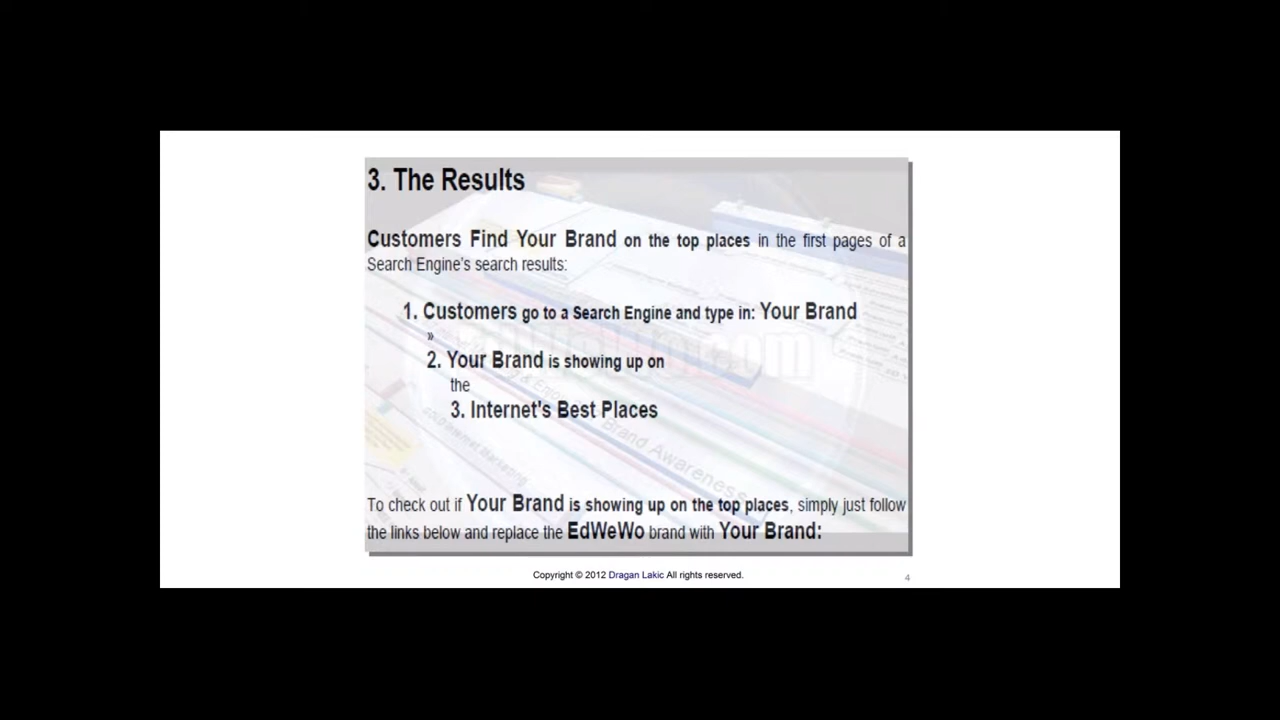 3. The Results
Customers Find Your Brand on the top places in the first pages of a
Search Engine's search results:
1. Customers go to a Search Engine and type in: Your Brand
»
2. Your Brand is showing up on
the
3. Internet's Best Places
Brand Awareness
To check out if Your Brand is showing up on the top places, simply just follow
the links below and replace the EdWeWo brand with Your Brand:
Copyright © 2012 Dragan Lakic All rights reserved.
4